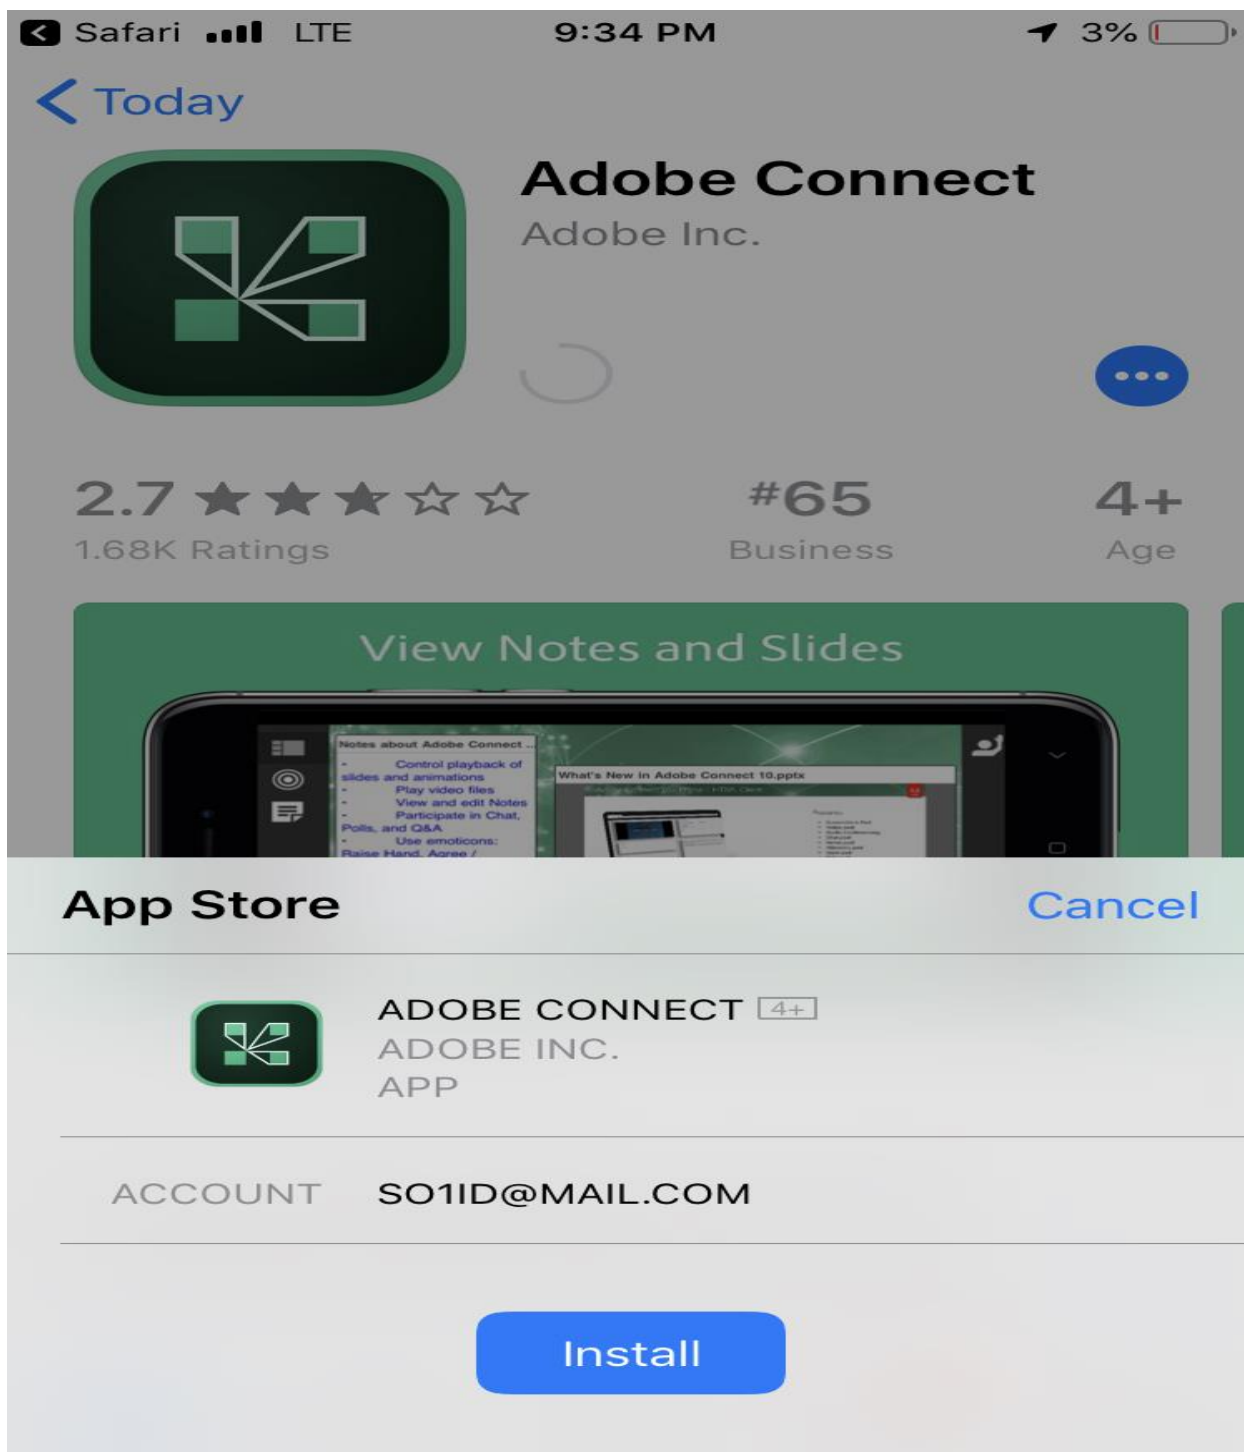 Safari LTE 9:34 PM 3%
Today
Adobe Connect
Adobe Inc.
2.7 #65 4+
1.68K Ratings Business Age
View Notes and Slides
Notes about Adobe Connect ...
- Control playback of
slides and animations
- Play video files
- View and edit Notes
- Participate in Chat,
Polls, and Q&A
- Use emoticons:
Raise Hand, Agree /
What's New in Adobe Connect 10.pptx
App Store Cancel
ADOBE CONNECT 4+
ADOBE INC.
APP
ACCOUNT SO1ID@MAIL.COM
Install